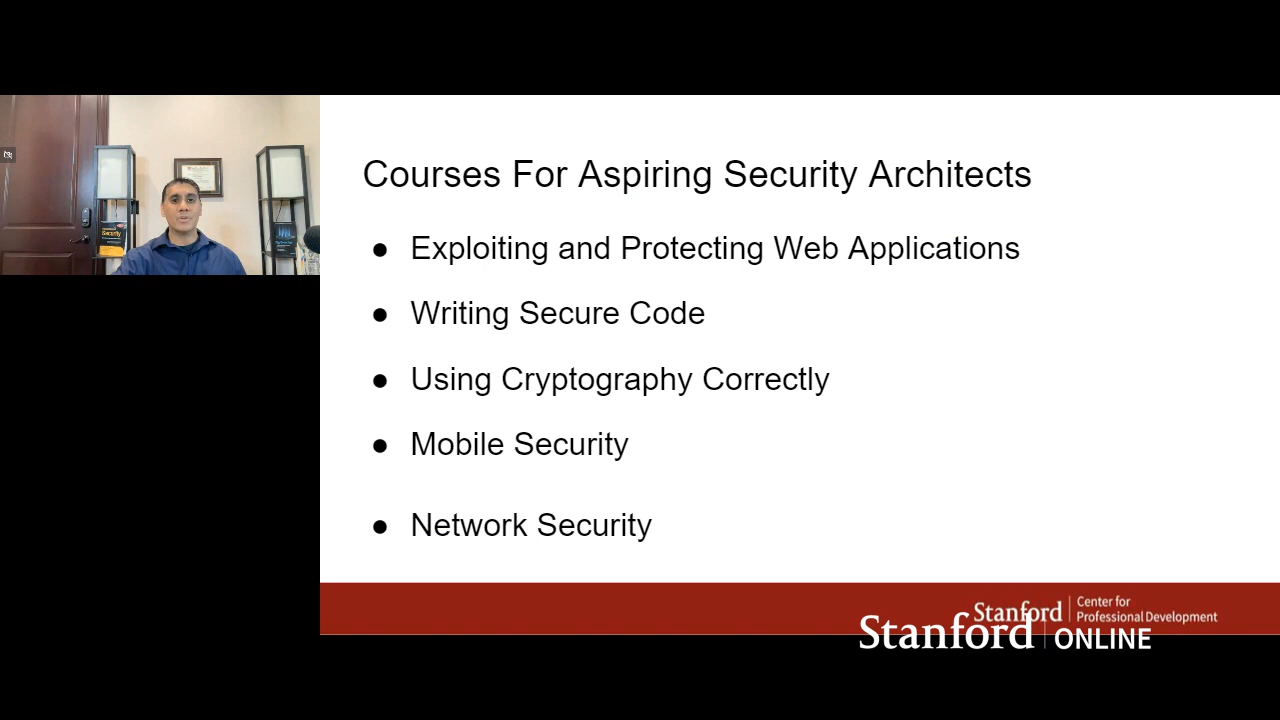 Courses For Aspiring Security Architects
● Exploiting and Protecting Web Applications
● Writing Secure Code
● Using Cryptography Correctly
● Mobile Security
● Network Security
Stanford | Center for
Professional Development
Stanford | ONLINE
Security